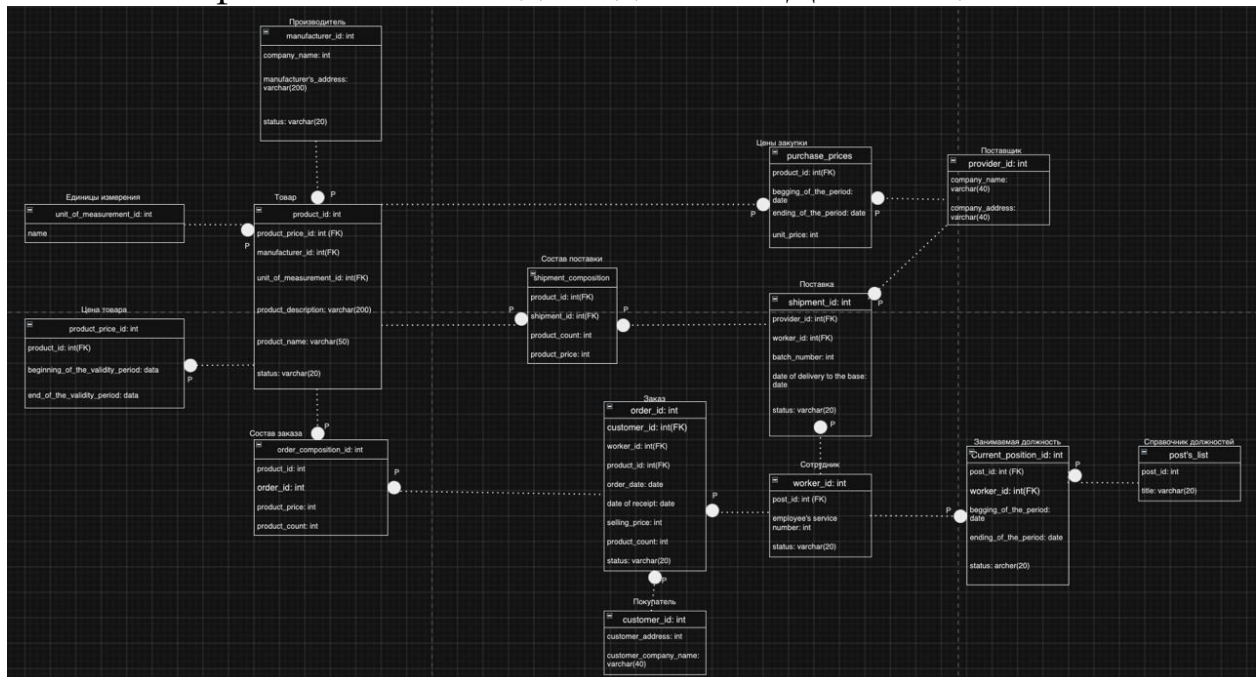 Производитель
manufacturer_id: int
company_name: int
manufacturer's_address:
varchar(200)
status: varchar(20)
Единицы измерения
unit_of_measurement_id: int
name
P
Товар
P
product_id: int
product_price_id: int (FK)
manufacturer_id: int(FK)
unit_of_measurement_id: int(FK)
product_description: varchar(200)
product_name: varchar(50)
status: varchar(20)
Цена товара
product_price_id: int
product_id: int(FK)
beginning_of_the_validity_period: data
end_of_the_validity_period: data
P
Состав заказа
P
order_composition_id: int
product_id: int
order_id: int
product_price: int
product_count: int
P
Цены закупки
purchase_prices
product_id: int(FK)
begging_of_the_period:
date
ending_of_the_period: date
unit_price: int
P
P
Поставщик
provider_id: int
company_name:
varchar(40)
company_address:
varchar(40)
Состав поставки
shipment_composition
product_id: int(FK)
shipment_id: int(FK)
product_count: int
product_price: int
P
P
Поставка
P
shipment_id: int
provider_id: int(FK)
worker_id: int(FK)
batch_number: int
date of delivery to the base:
date
status: varchar(20)
P
Заказ
order_id: int
customer_id: int(FK)
worker_id: int(FK)
product_id: int(FK)
order_date: date
date of receipt: date
selling_price: int
product_count: int
status: varchar(20)
P
P
Сотрудник
worker_id: int
post_id: int (FK)
employee's service
number: int
status: varchar(20)
P
Занимаемая должность
Current_position_id: int
post_id: int (FK)
worker_id: int(FK)
begging_of_the_period:
date
ending_of_the_period: date
status: archer(20)
P
Справочник должностей
post's_list
post_id: int
title: varchar(20)
Покупатель
customer_id: int
customer_address: int
customer_company_name:
varchar(40)